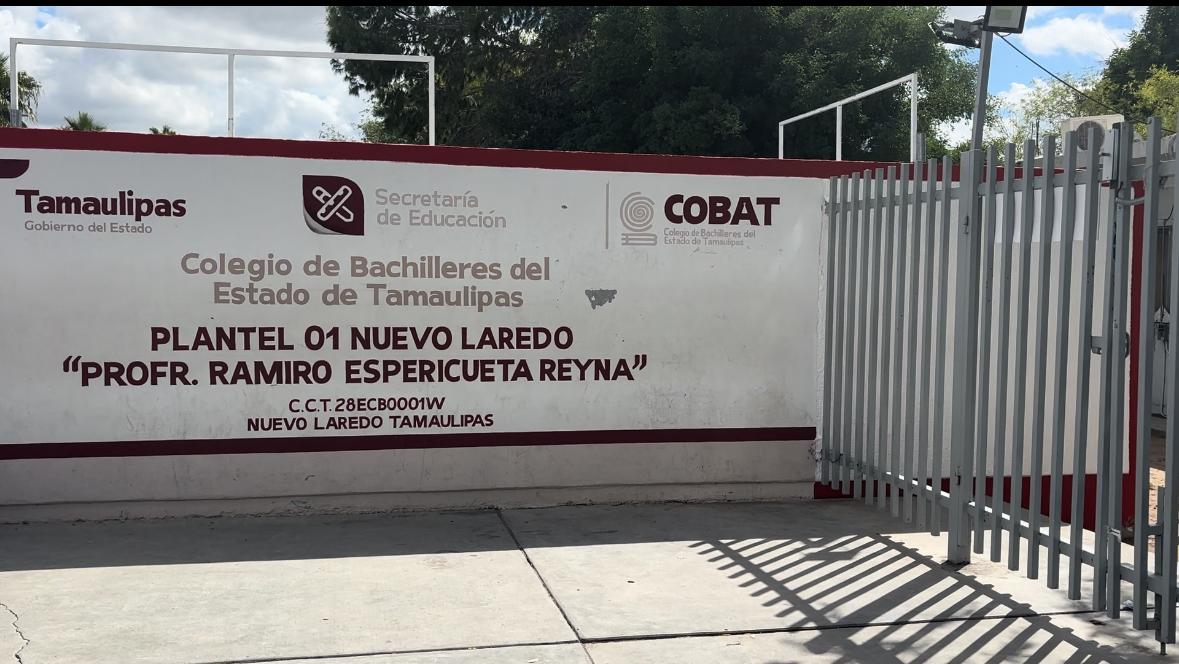 Tamaulipas
Gobierno del Estado
Secretaría
de Educación
COBAT
Colegio de Bachilleres del
Estado de Tamaulipas
Colegio de Bachilleres del
Estado de Tamaulipas
PLANTEL 01 NUEVO LAREDO
“PROFR. RAMIRO ESPERICUETA REYNA”
C.C.T. 28ECB0001W
NUEVO LAREDO TAMAULIPAS